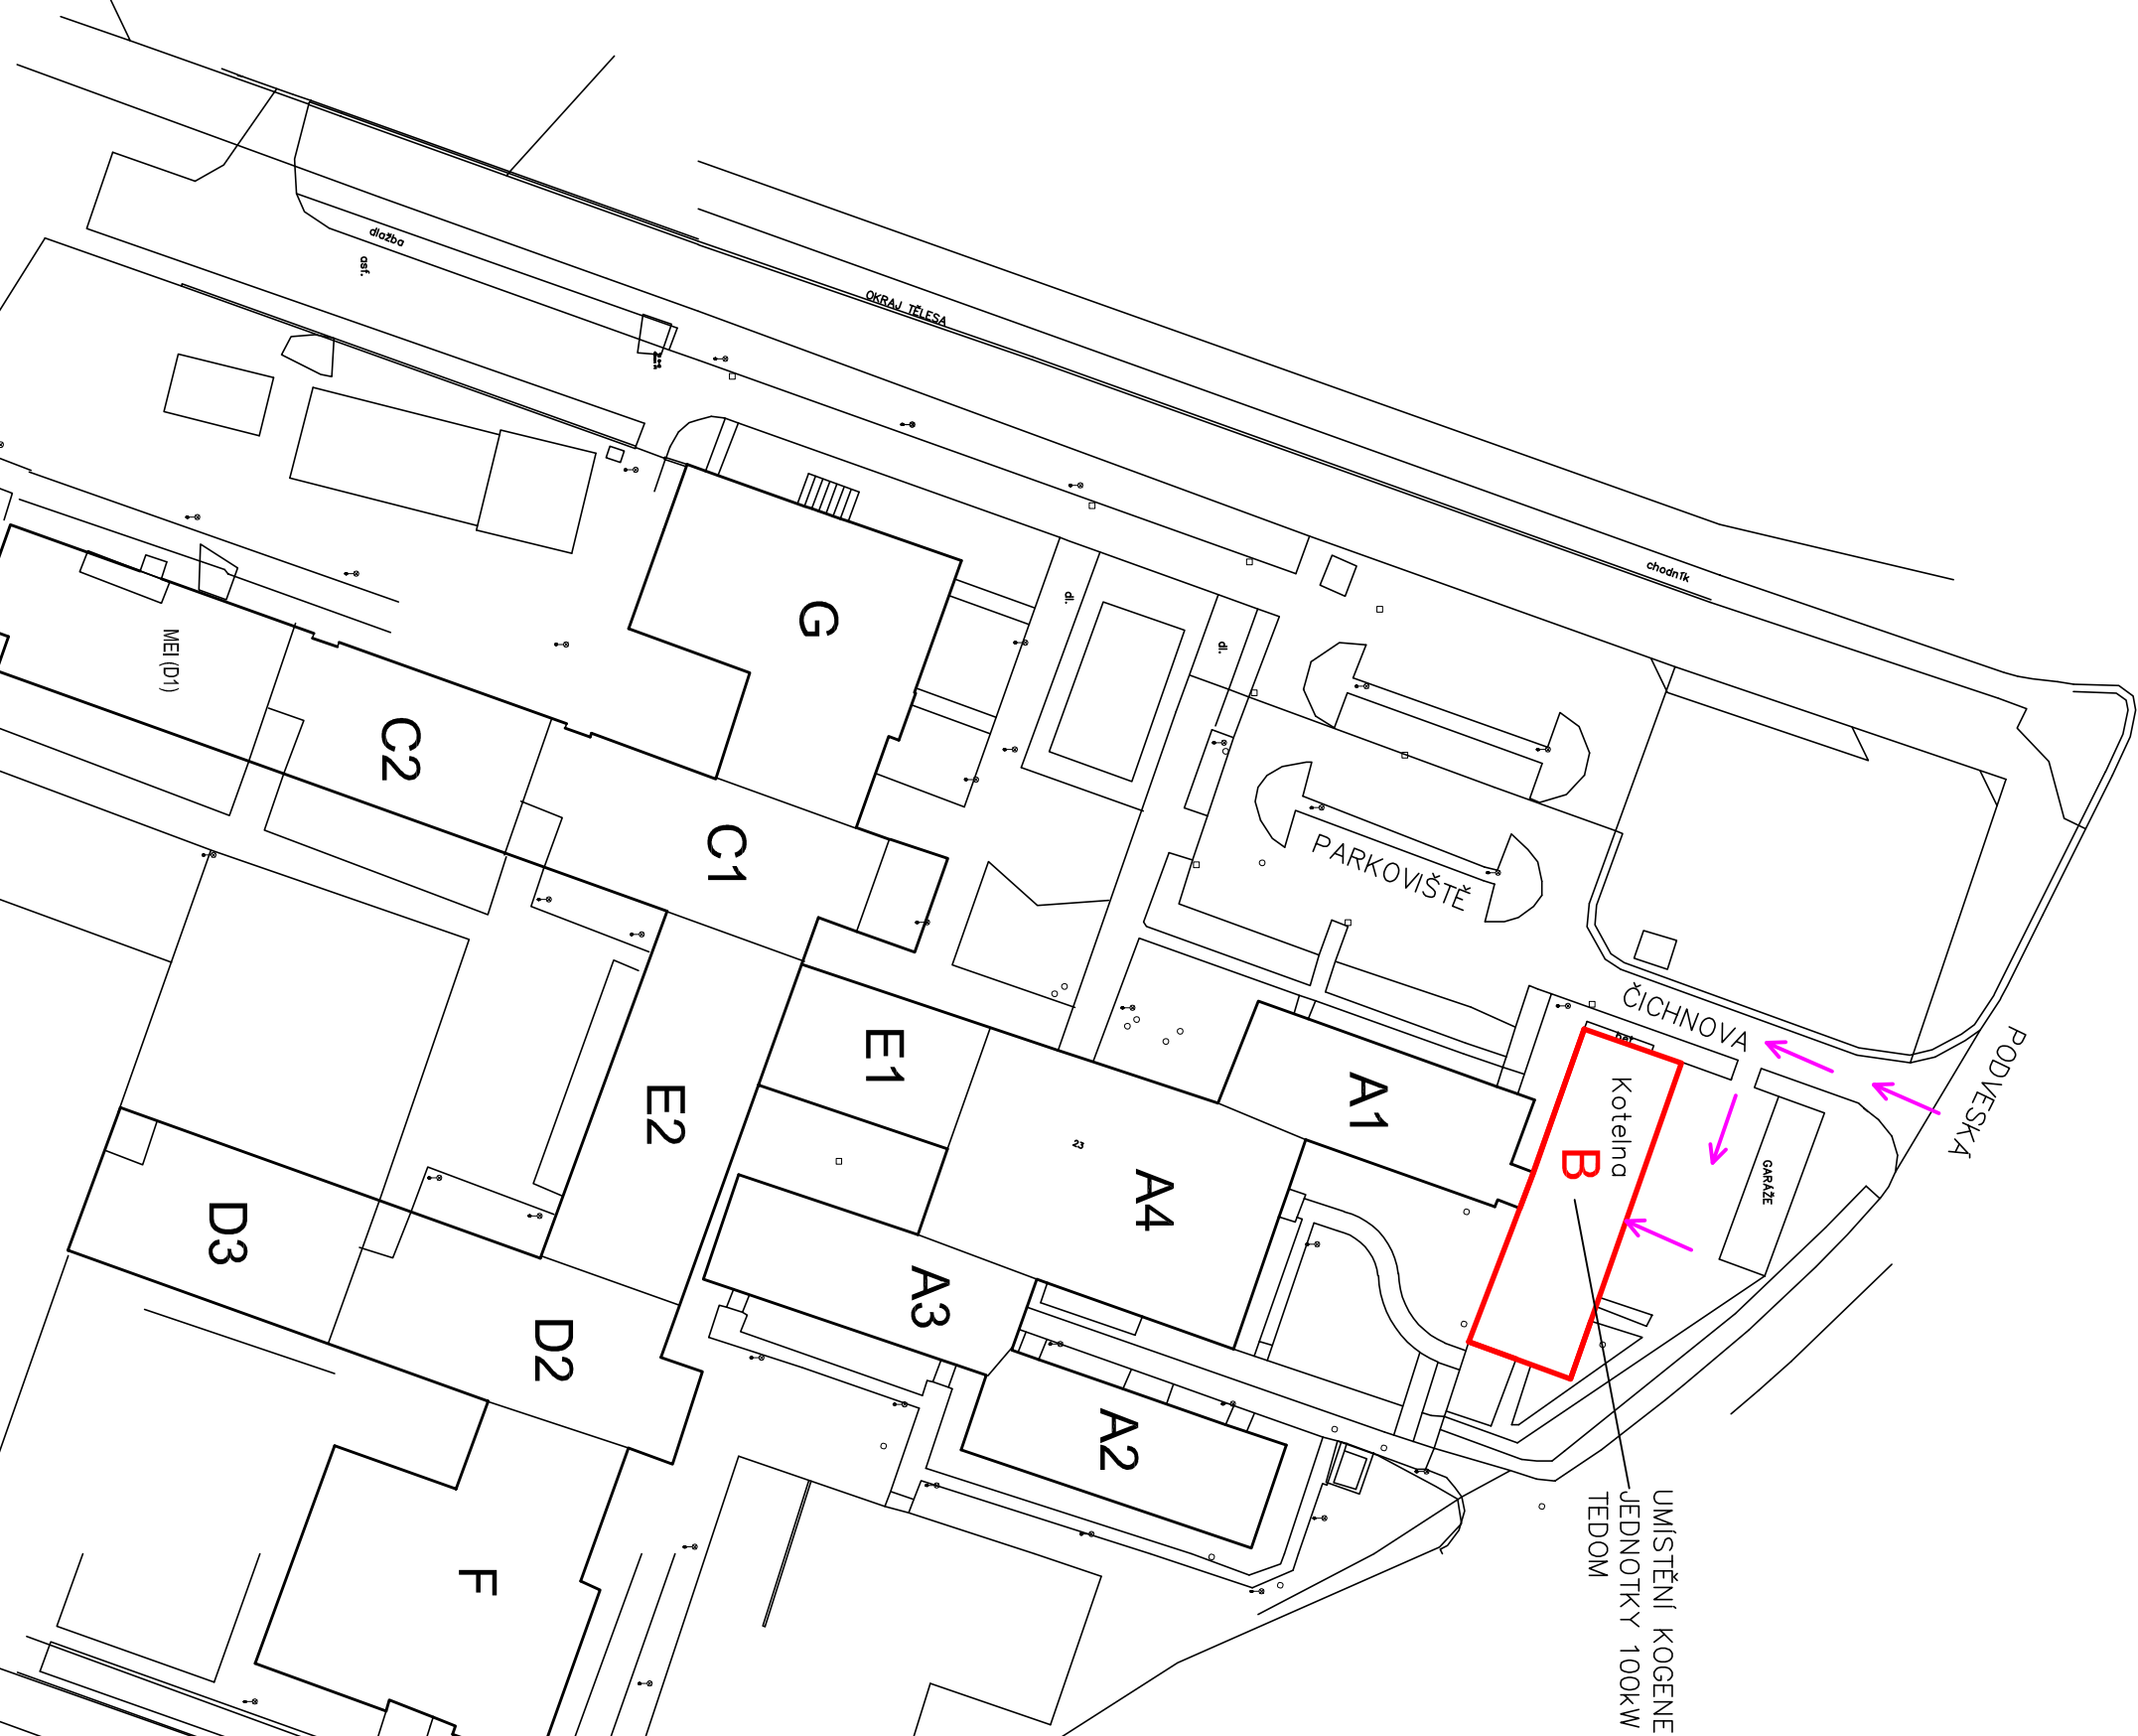 dlažba
asf.
OKRAJ TĚLESA
chodník
dl.
dl.
G
MEI (D1)
C2
C1
PARKOVIŠTĚ
ČICHNOVA
PODVESKÁ
Kotelna
B
GARÁŽE
A1
E1
E2
A4
23
A3
A2
D3
D2
F
UMÍSTĚNÍ KOGENE
JEDNOTKY 100kW
TEDOM